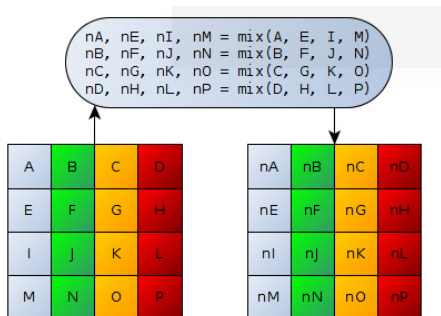 nA, nE, nI, nM = mix(A, E, I, M)
nB, nF, nJ, nN = mix(B, F, J, N)
nC, nG, nK, nO = mix(C, G, K, O)
nD, nH, nL, nP = mix(D, H, L, P)
A B C D
E F G H
I J K L
M N O P
nA nB nC nD
nE nF nG nH
nI nJ nK nL
nM nN nO nP